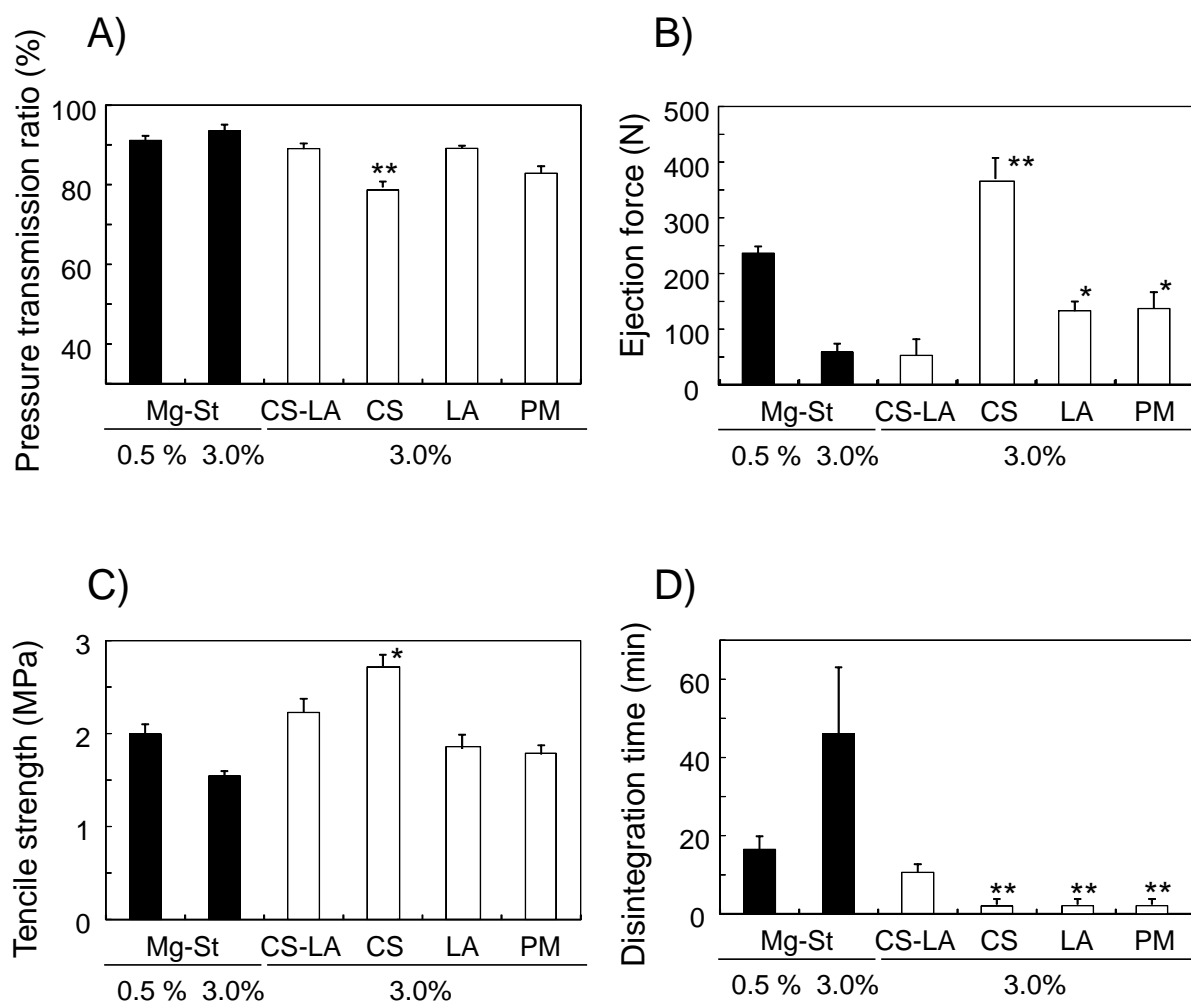 A)
Pressure transmission ratio (%)
100
80
60
40
**
Mg-St CS-LA CS LA PM
0.5 % 3.0% 3.0%
B)
Ejection force (N)
500
400
300
200
100
0
**
* *
Mg-St CS-LA CS LA PM
0.5 % 3.0% 3.0%
C)
Tencile strength (MPa)
3
2
1
0
*
Mg-St CS-LA CS LA PM
0.5 % 3.0% 3.0%
D)
Disintegration time (min)
60
40
20
0
** ** **
Mg-St CS-LA CS LA PM
0.5 % 3.0% 3.0%